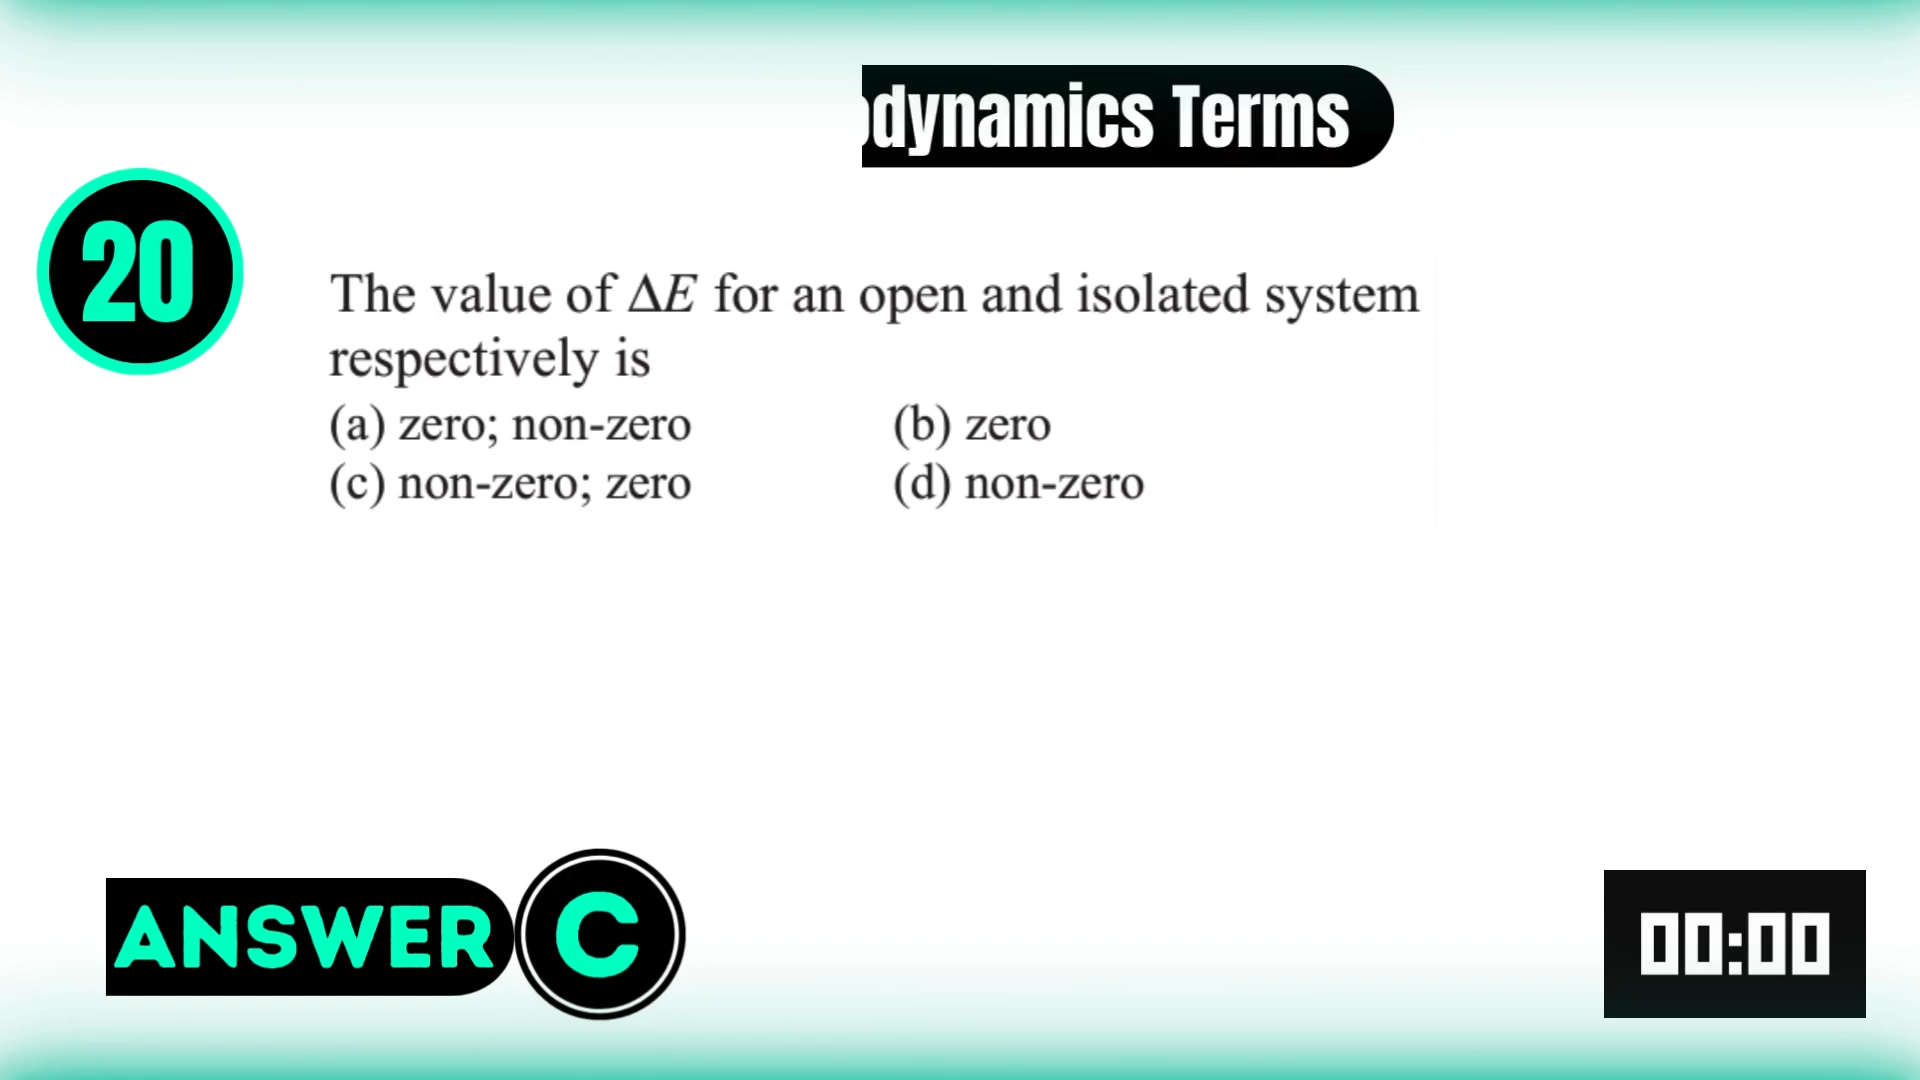 odynamics Terms
20
The value of ΔE for an open and isolated system
respectively is
(a) zero; non-zero (b) zero
(c) non-zero; zero (d) non-zero
ANSWER C
00:00